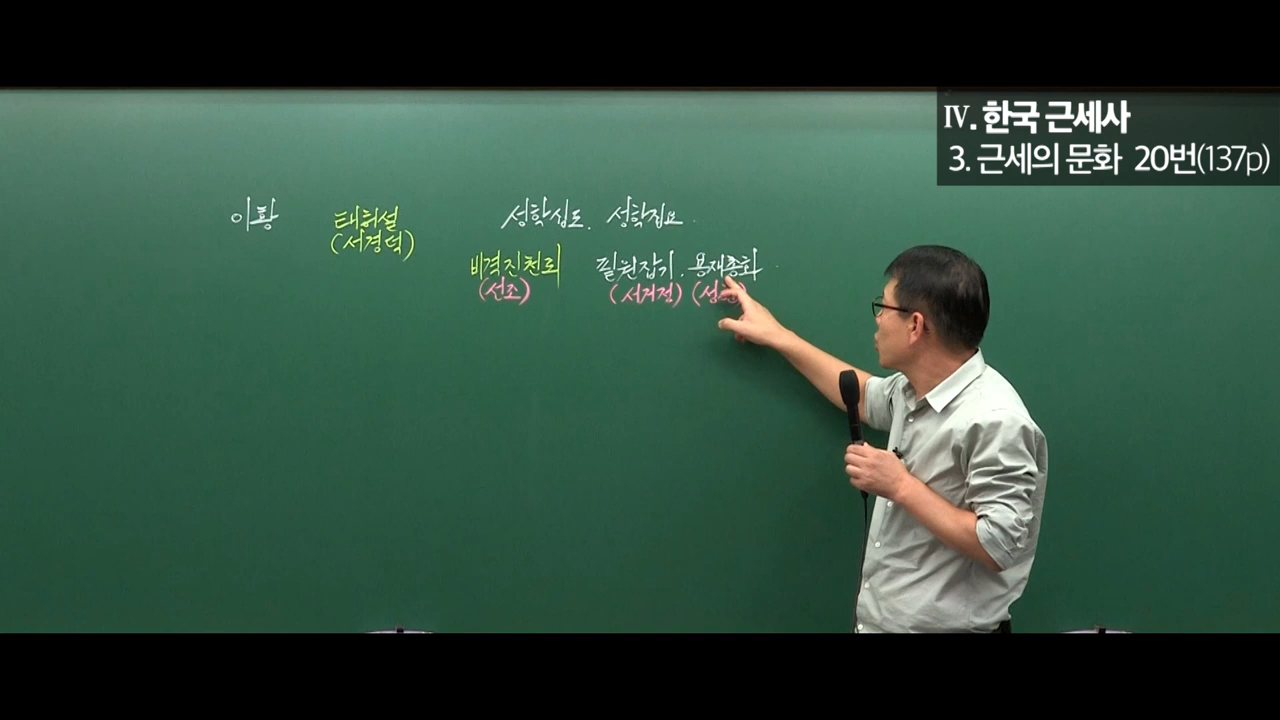 Ⅳ. 한국 근세사
3. 근세의 문화 20번(137p)
이황 태허설 성학십도. 성학집요.
(서경덕)
비격진천뢰 필원잡기. 용재총화
(선조) (서거정)